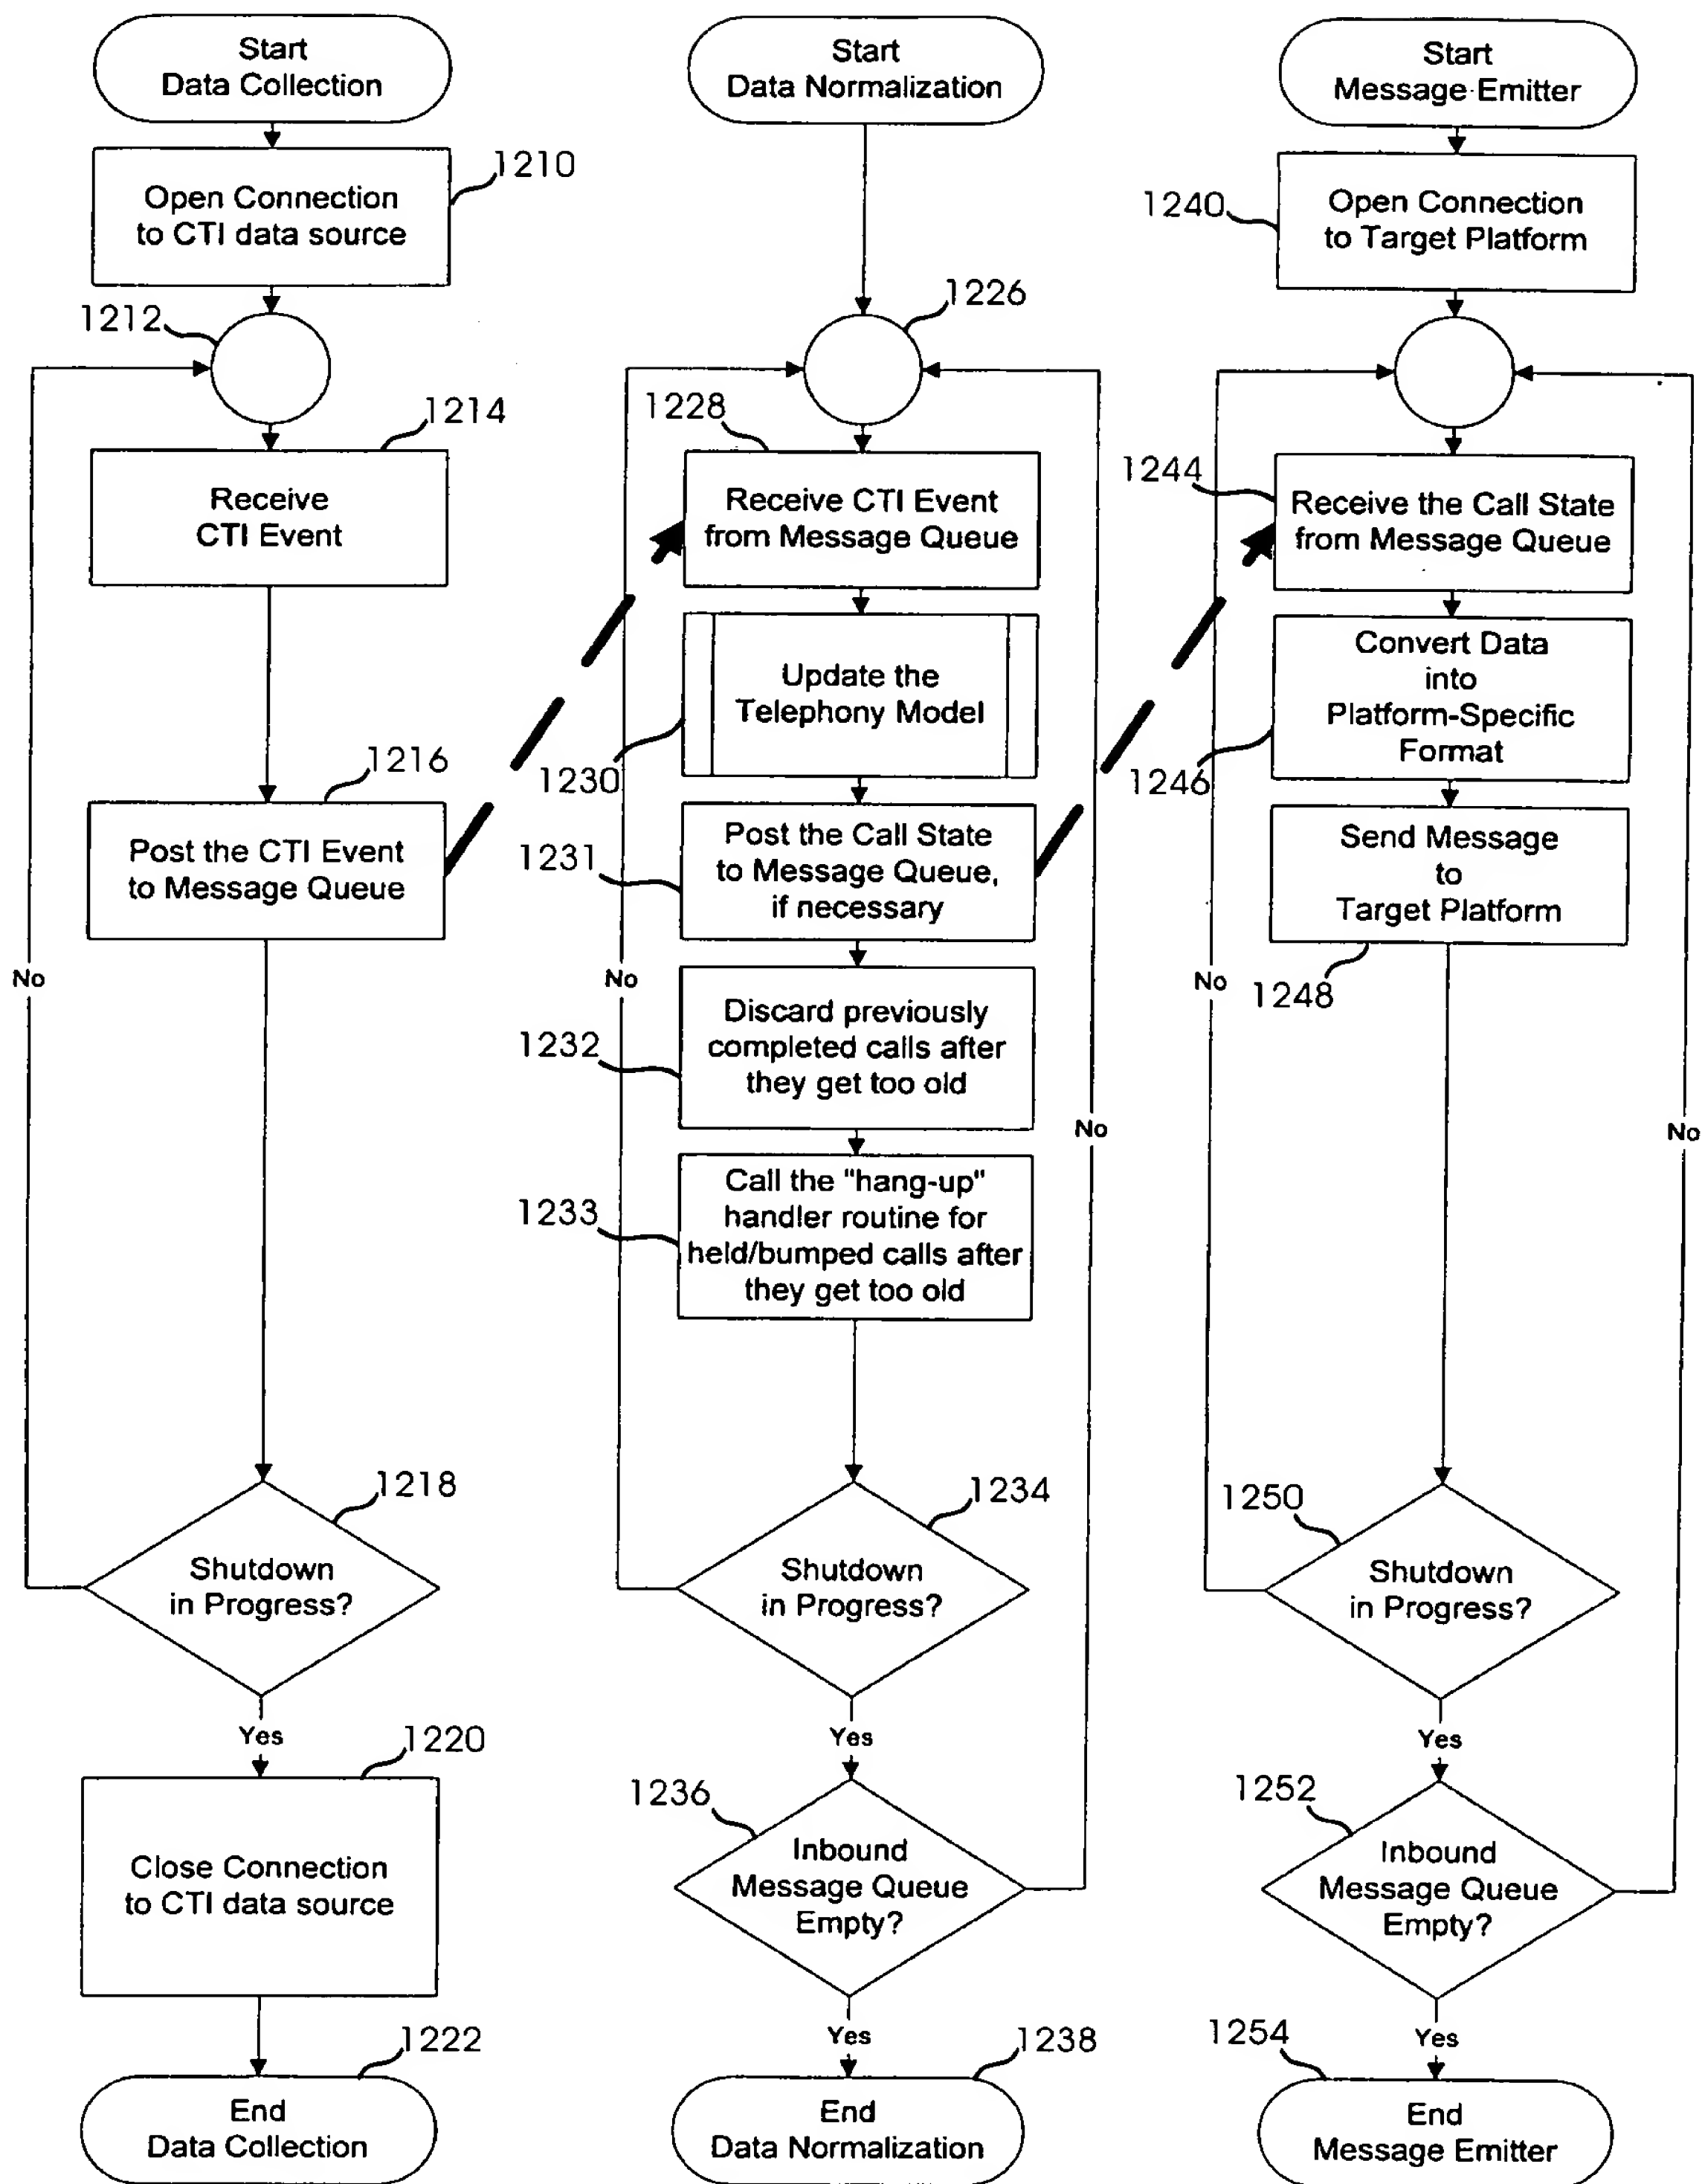 Start
Data Collection
1210
Open Connection
to CTI data source
1212
1214
Receive
CTI Event
1216
Post the CTI Event
to Message Queue
No
1218
Shutdown
in Progress?
Yes
1220
Close Connection
to CTI data source
1222
End
Data Collection
Start
Data Normalization
1226
1228
Receive CTI Event
from Message Queue
Update the
Telephony Model
1230
Post the Call State
to Message Queue,
if necessary
1231
No
Discard previously
completed calls after
they get too old
1232
No
Call the "hang-up"
handler routine for
held/bumped calls after
they get too old
1233
1234
Shutdown
in Progress?
Yes
1236
Inbound
Message Queue
Empty?
Yes
1238
End
Data Normalization
Start
Message Emitter
1240
Open Connection
to Target Platform
1244
Receive the Call State
from Message Queue
Convert Data
into
Platform-Specific
Format
1246
Send Message
to
Target Platform
No
1248
No
1250
Shutdown
in Progress?
Yes
1252
Inbound
Message Queue
Empty?
Yes
1254
End
Message Emitter